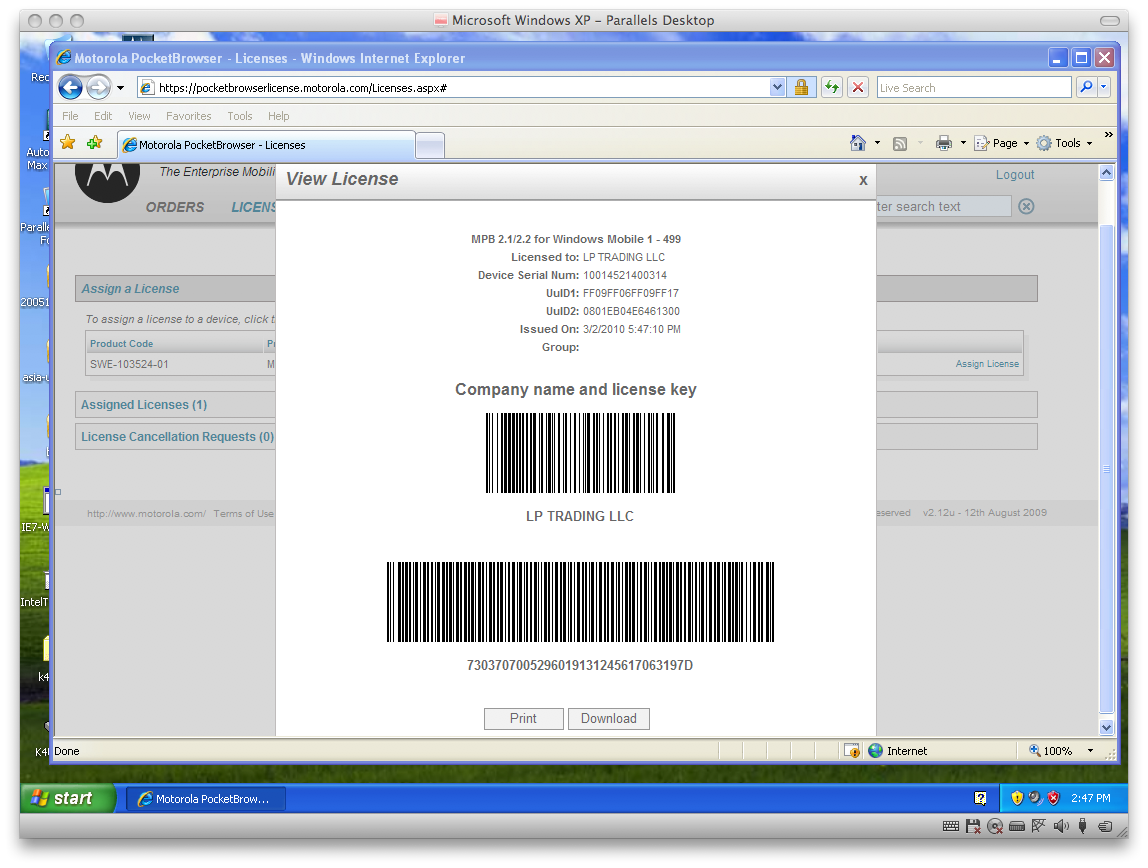 Microsoft Windows XP – Parallels Desktop
Motorola PocketBrowser - Licenses - Windows Internet Explorer
https://pocketbrowserlicense.motorola.com/Licenses.aspx#
Live Search
File Edit View Favorites Tools Help
Motorola PocketBrowser - Licenses
Page
Tools
The Enterprise Mobili
Logout
ORDERS
LICENS
ter search text
View License
x
MPB 2.1/2.2 for Windows Mobile 1 - 499
Licensed to: LP TRADING LLC
Device Serial Num: 10014521400314
UuID1: FF09FF06FF09FF17
UuID2: 0801EB04E6461300
Issued On: 3/2/2010 5:47:10 PM
Group:
Company name and license key
LP TRADING LLC
7303707005296019131245617063197D
Print
Download
Assign a License
To assign a license to a device, click t
Product Code
P
SWE-103524-01
M
Assign License
Assigned Licenses (1)
License Cancellation Requests (0)
http://www.motorola.com/ Terms of Use
eserved v2.12u - 12th August 2009
Rec
Auto
Max
Parall
Fo
20051
asia-
IE7-W
IntelT
k4
K4
Done
Internet
100%
start
Motorola PocketBrow...
2:47 PM